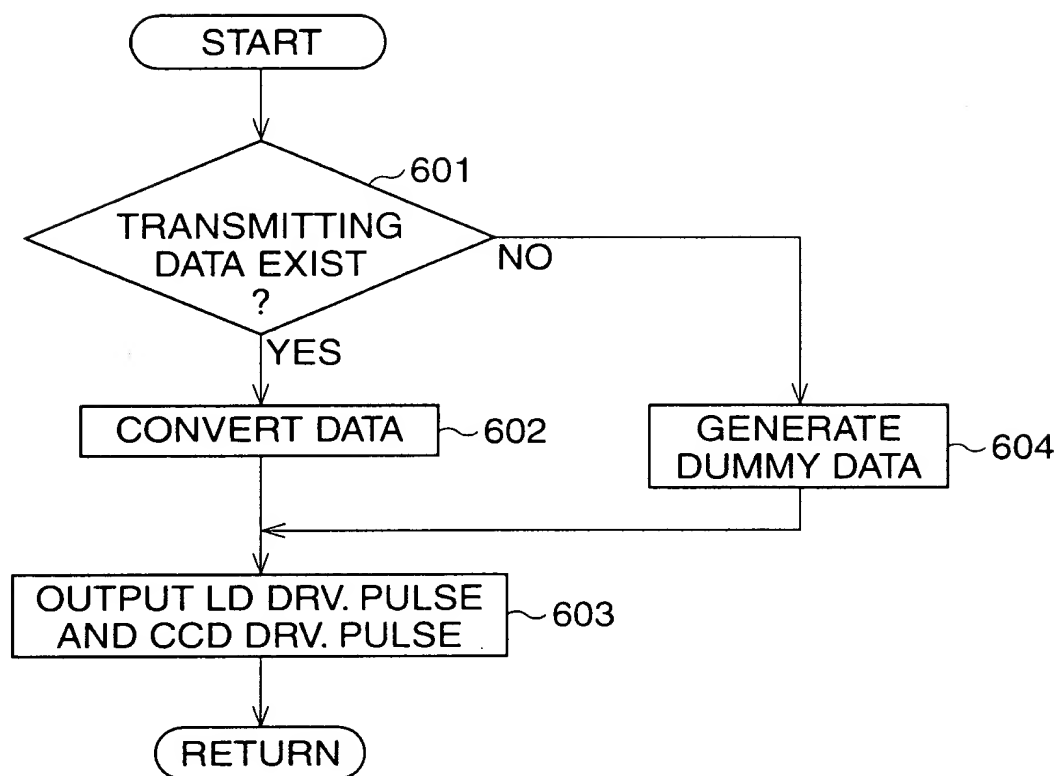 START
601
TRANSMITTING
DATA EXIST
?
NO
YES
CONVERT DATA
602
GENERATE
DUMMY DATA
604
OUTPUT LD DRV. PULSE
AND CCD DRV. PULSE
603
RETURN